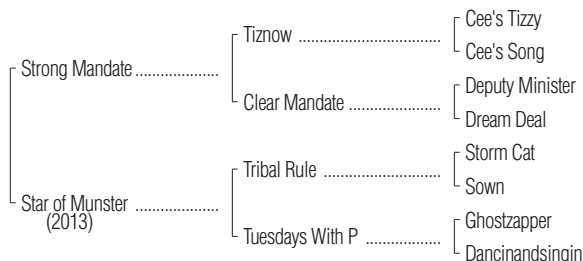 Cee's Tizzy
Tiznow
Cee's Song
Strong Mandate
Deputy Minister
Clear Mandate
Dream Deal
Storm Cat
Tribal Rule
Sown
Star of Munster
(2013)
Ghostzapper
Tuesdays With P
Dancinandsingin